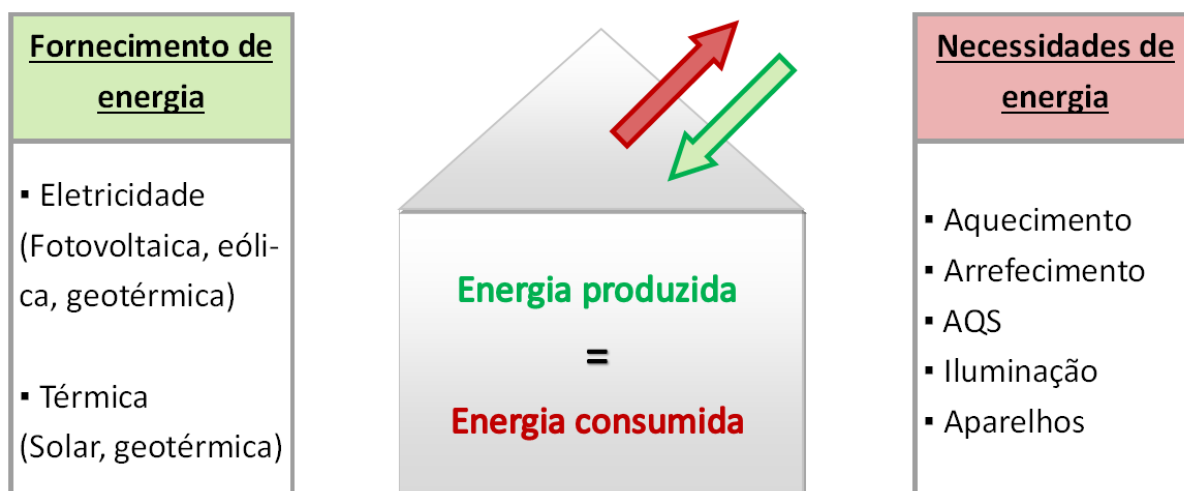 Fornecimento de
energia
▪ Eletricidade
(Fotovoltaica, eóli-
ca, geotérmica)
▪ Térmica
(Solar, geotérmica)
Energia produzida
=
Energia consumida
Necessidades de
energia
▪ Aquecimento
▪ Arrefecimento
▪ AQS
▪ Iluminação
▪ Aparelhos